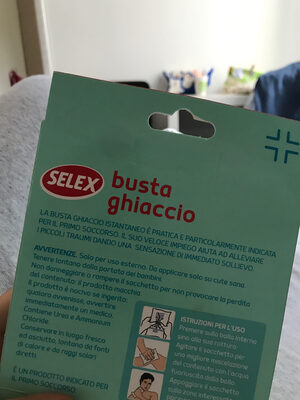 SELEX
busta
ghiaccio
LA BUSTA GHIACCIO ISTANTANEO È PRATICA E PARTICOLARMENTE INDICATA
PER IL PRIMO SOCCORSO. IL SUO VELOCE IMPIEGO AIUTA AD ALLEVIARE
I PICCOLI TRAUMI DANDO UNA SENSAZIONE DI IMMEDIATO SOLLIEVO.
AVVERTENZE. Solo per uso esterno. Da applicare solo su cute sana.
Tenere lontano dalla portata dei bambini.
Non danneggiare o rompere il sacchetto per non provocare la perdita
del contenuto: il prodotto macchia
Il prodotto è nocivo se ingerito.
qualora avvenisse, avvertire
immediatamente un medico.
Contiene Urea e Ammonium
Chloride.
Conservare in luogo fresco
ed asciutto, lontano da fonti
di calore e da raggi solari
diretti
È UN PRODOTTO INDICATO PER
IL PRIMO SOCCORSO
ISTRUZIONI PER L'USO
Premere sulla bolla interna
sino alla sua rottura.
Agitare il sacchetto per
una migliore miscelazione
del contenuto con l'acqua
fuoriuscita dalla bolla
Appoggiare il sacchetto
sulla zona interessata